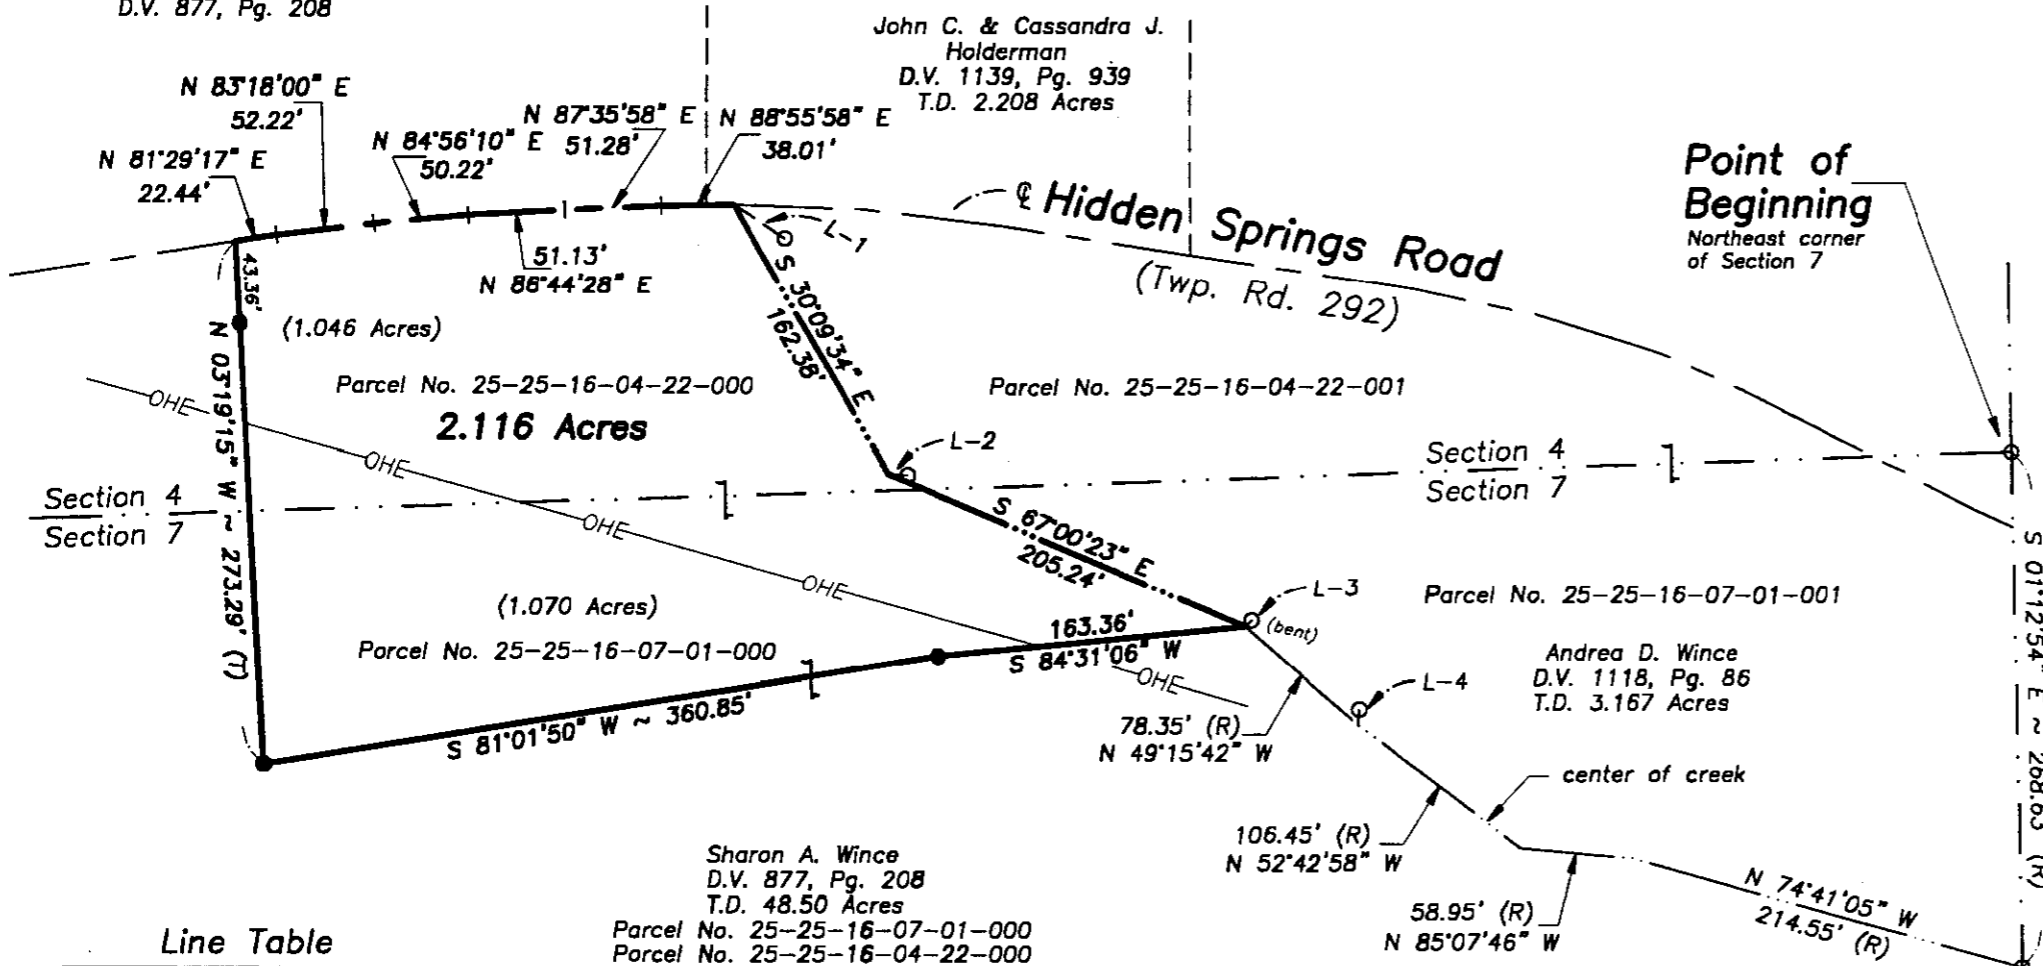 D.V. 877, Pg. 208
John C. & Cassandra J.
Holderman
D.V. 1139, Pg. 939
T.D. 2.208 Acres
N 83°18'00" E
52.22'
N 81°29'17" E
22.44'
N 84°56'10" E
50.22'
N 87°35'58" E
51.28'
N 88°55'58" E
38.01'
51.13'
N 86°44'28" E
L-1
℄ Hidden Springs Road
(Twp. Rd. 292)
Point of
Beginning
Northeast corner
of Section 7
43.36'
N 03°19'15" W ~ 273.29' (T)
(1.046 Acres)
Parcel No. 25-25-16-04-22-000
2.116 Acres
S 30°09'34" E
162.38'
Parcel No. 25-25-16-04-22-001
OHE
OHE
OHE
OHE
OHE
L-2
Section 4
Section 7
Section 4
Section 7
S 67°00'23" E
205.24'
S 01°12'54" E ~ 268.63' (R)
(1.070 Acres)
Parcel No. 25-25-16-07-01-000
163.36'
S 84°31'06" W
L-3
(bent)
Parcel No. 25-25-16-07-01-001
Andrea D. Wince
D.V. 1118, Pg. 86
T.D. 3.167 Acres
L-4
S 81°01'50" W ~ 360.85'
78.35' (R)
N 49°15'42" W
center of creek
106.45' (R)
N 52°42'58" W
58.95' (R)
N 85°07'46" W
N 74°41'05" W
214.55' (R)
Sharon A. Wince
D.V. 877, Pg. 208
T.D. 48.50 Acres
Parcel No. 25-25-16-07-01-000
Parcel No. 25-25-16-04-22-000
Line Table